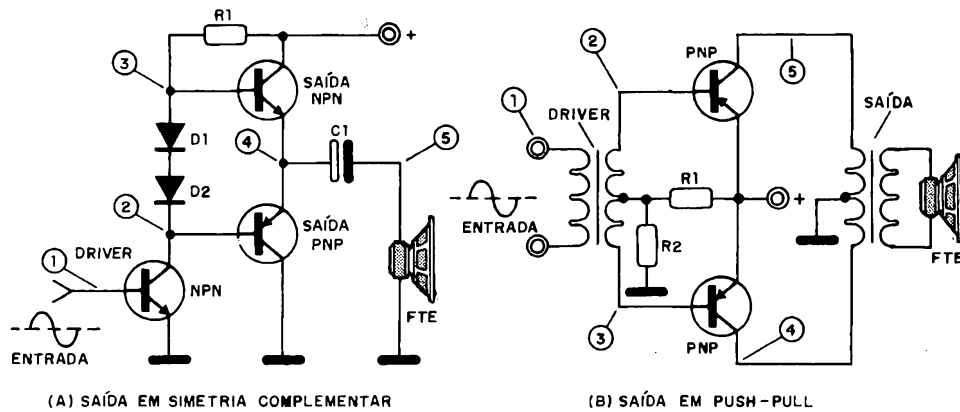 R1
+
3
SAÍDA
NPN
D1
4
C1
5
D2
2
SAÍDA
PNP
1
DRIVER
NPN
FTE
ENTRADA
(A) SAÍDA EM SIMETRIA COMPLEMENTAR
2
PNP
5
1
DRIVER
SAÍDA
R1
+
ENTRADA
R2
FTE
3
PNP
4
(B) SAÍDA EM PUSH-PULL